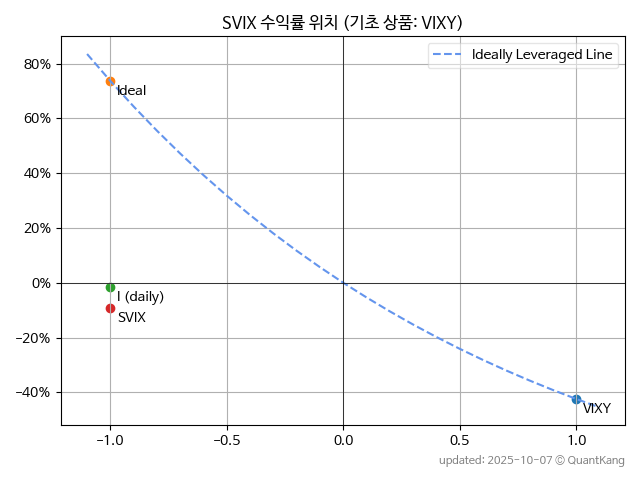 SVIX 수익률 위치 (기초 상품: VIXY)
Ideally Leveraged Line
80%
60%
40%
20%
0%
−20%
−40%
Ideal
I (daily)
SVIX
VIXY
−1.0
−0.5
0.0
0.5
1.0
updated: 2025-10-07 © QuantKang